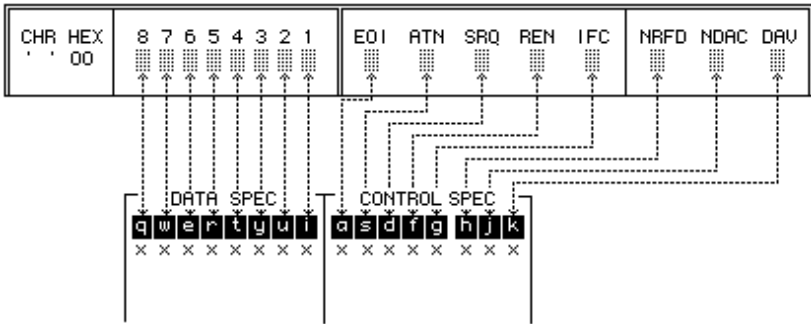 CHR HEX 8 7 6 5 4 3 2 1 EOI ATN SRQ REN IFC NRFD NDAC DAV
' ' 00
DATA SPEC CONTROL SPEC
q w e r t y u i a s d f g h j k
x x x x x x x x x x x x x x x x